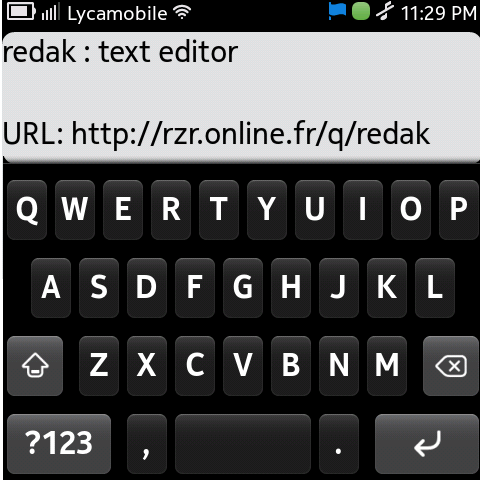 Lycamobile 11:29 PM
redak : text editor
URL: http://rzr.online.fr/q/redak
Q W E R T Y U I O P
A S D F G H J K L
Z X C V B N M
?123 , .